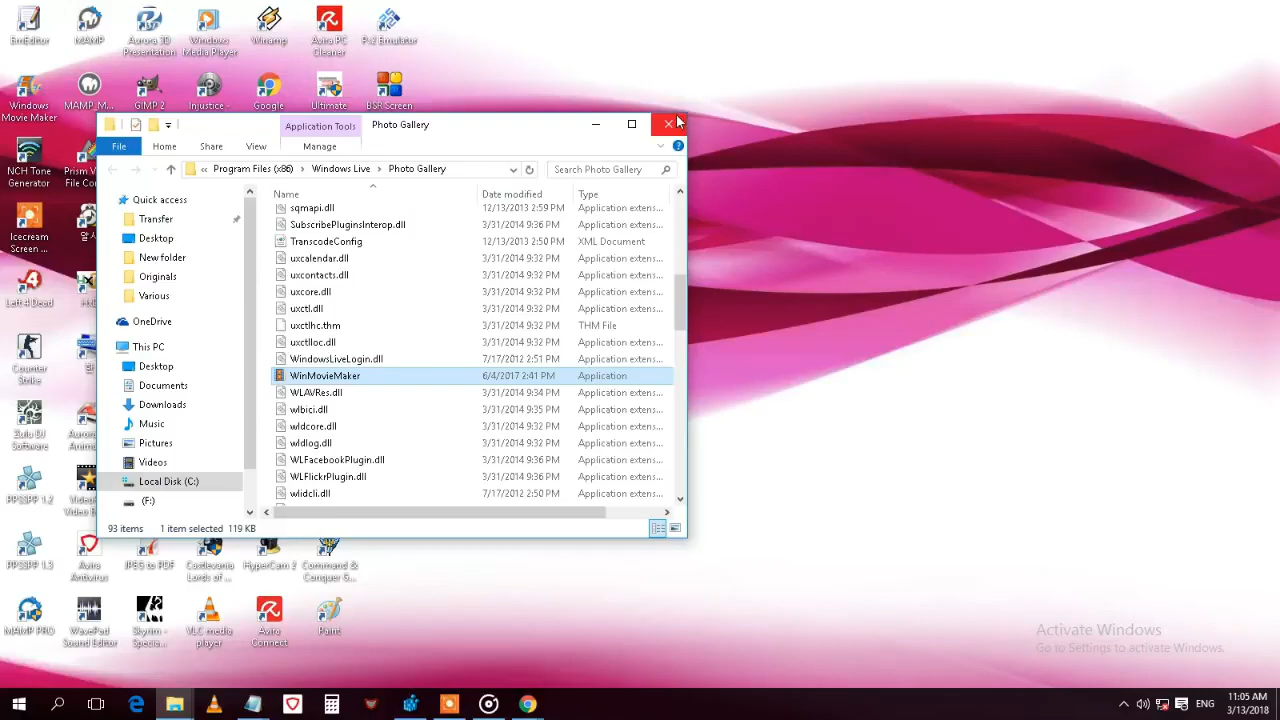 EmEditor
MAMP
Aurora 3D
Presentation
Windows
Media Player
Winamp
Avira PC
Cleaner
Ps2 Emulator
Windows
Movie Maker
MAMP_M...
GIMP 2
Injustice -
Google
Ultimate
BSR Screen
Application Tools
Photo Gallery
File
Home
Share
View
Manage
Program Files (x86)
Windows Live
Photo Gallery
Search Photo Gallery
NCH Tone
Generator
Prism V
File Co
Icecream
Screen ...
Left 4 Dead
Counter
Strike
Zulu DJ
Software
Aurora
PPSSPP 1.2
PPSSPP 1.3
Quick access
Transfer
Desktop
New folder
Originals
Various
OneDrive
This PC
Desktop
Documents
Downloads
Music
Pictures
Videos
Local Disk (C:)
(F:)
Name
Date modified
Type
sqmapi.dll 12/13/2013 2:59 PM Application extens...
SubscribePluginsInterop.dll 3/31/2014 9:36 PM Application extens...
TranscodeConfig 12/13/2013 2:50 PM XML Document
uxcalendar.dll 3/31/2014 9:32 PM Application extens...
uxcontacts.dll 3/31/2014 9:32 PM Application extens...
uxcore.dll 3/31/2014 9:32 PM Application extens...
uxctl.dll 3/31/2014 9:32 PM Application extens...
uxctlhc.thm 3/31/2014 9:32 PM THM File
uxctlloc.dll 3/31/2014 9:32 PM Application extens...
WindowsLiveLogin.dll 7/17/2012 2:51 PM Application extens...
WinMovieMaker 6/4/2017 2:41 PM Application
WLAVRes.dll 3/31/2014 9:34 PM Application extens...
wlbici.dll 3/31/2014 9:35 PM Application extens...
wldcore.dll 3/31/2014 9:32 PM Application extens...
wldlog.dll 3/31/2014 9:32 PM Application extens...
WLFacebookPlugin.dll 3/31/2014 9:36 PM Application extens...
WLFlickrPlugin.dll 3/31/2014 9:36 PM Application extens...
wlidcli.dll 7/17/2012 2:50 PM Application extens...
93 items
1 item selected 119 KB
Avira
Antivirus
JPEG to PDF
Castlevania
Lords of ...
HyperCam 2
Command &
Conquer G...
MAMP PRO
WavePad
Sound Editor
Skyrim -
Specia...
VLC media
player
Avira
Connect
Paint
Activate Windows
Go to Settings to activate Windows.
ENG
11:05 AM
3/13/2018